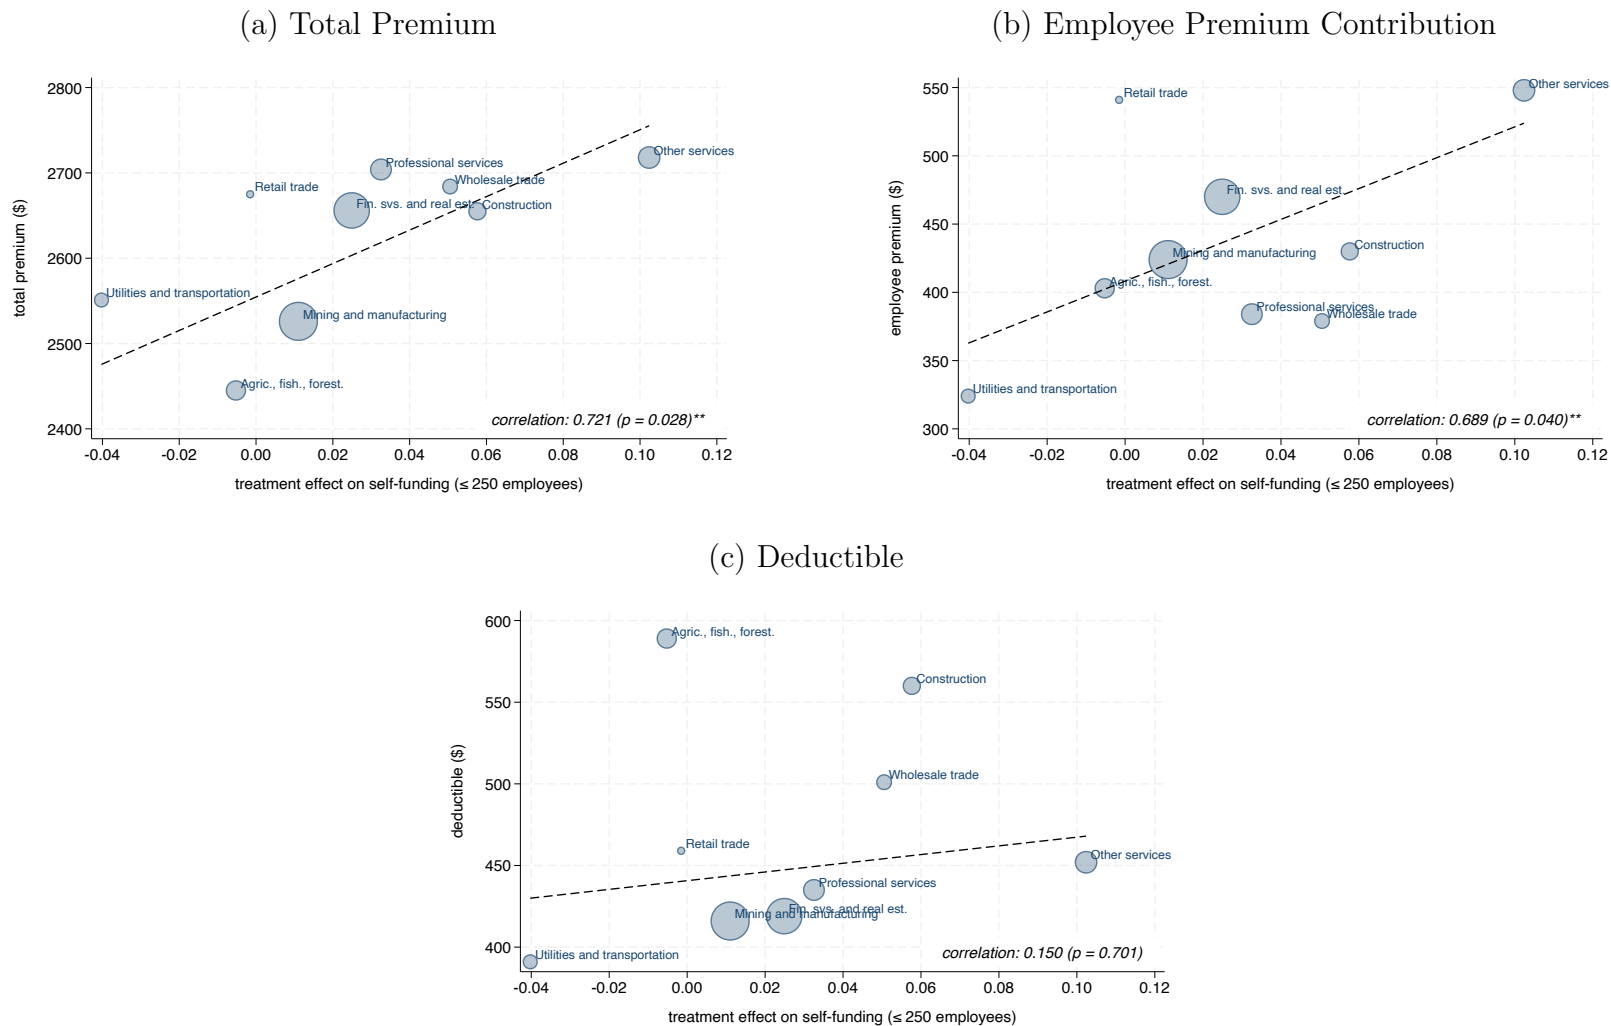 (a) Total Premium
total premium ($)
2800
2700
2600
2500
2400
Other services
Professional services
Wholesale trade
Retail trade
Fin. svs. and real est.
Construction
Utilities and transportation
Mining and manufacturing
Agric., fish., forest.
correlation: 0.721 (p = 0.028)**
-0.04 -0.02 0.00 0.02 0.04 0.06 0.08 0.10 0.12
treatment effect on self-funding (≤ 250 employees)
(b) Employee Premium Contribution
employee premium ($)
550
500
450
400
350
300
Other services
Retail trade
Fin. svs. and real est.
Construction
Mining and manufacturing
Agric., fish., forest.
Professional services
Wholesale trade
Utilities and transportation
correlation: 0.689 (p = 0.040)**
-0.04 -0.02 0.00 0.02 0.04 0.06 0.08 0.10 0.12
treatment effect on self-funding (≤ 250 employees)
(c) Deductible
deductible ($)
600
550
500
450
400
Agric., fish., forest.
Construction
Wholesale trade
Retail trade
Other services
Professional services
Fin. svs. and real est.
Mining and manufacturing
Utilities and transportation
correlation: 0.150 (p = 0.701)
-0.04 -0.02 0.00 0.02 0.04 0.06 0.08 0.10 0.12
treatment effect on self-funding (≤ 250 employees)